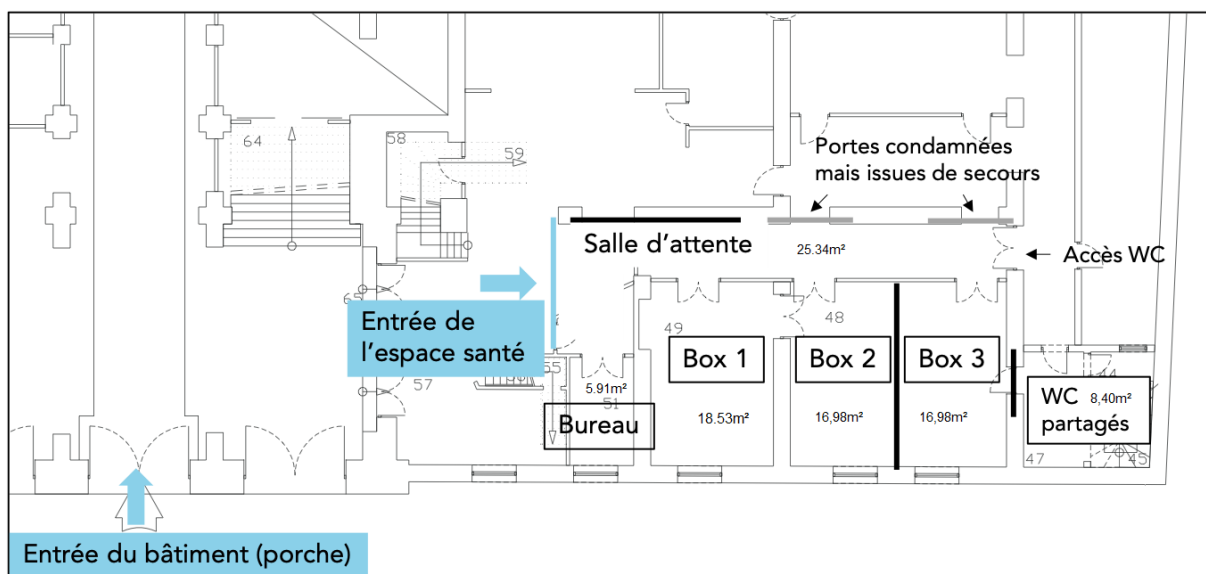 64
58
59
Portes condamnées
mais issues de secours
Salle d'attente
25.34m²
Accès WC
65
Entrée de
l'espace santé
49
48
Box 1
Box 2
Box 3
57
55
5.91m²
51
Bureau
18.53m²
16,98m²
16,98m²
WC
partagés
8,40m²
44
47
45
Entrée du bâtiment (porche)